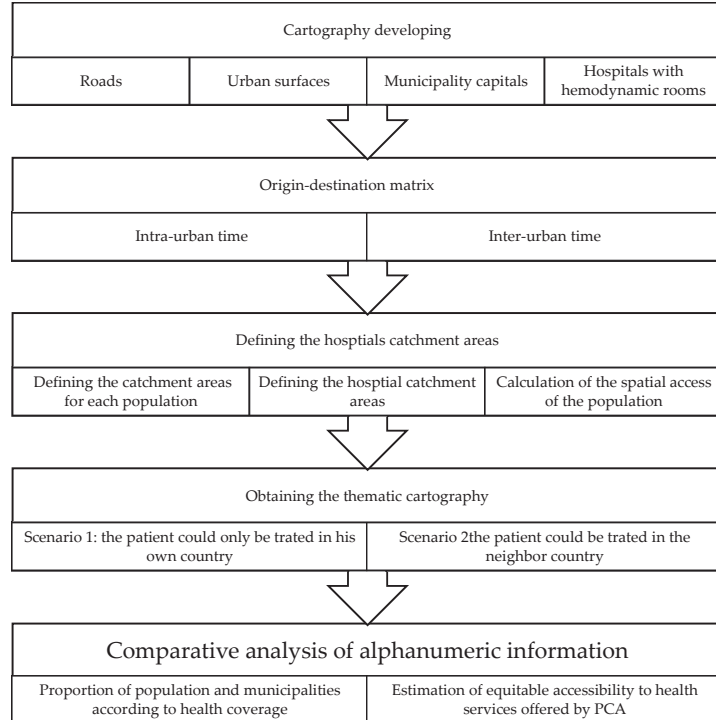 Cartography developing
Roads
Urban surfaces
Municipality capitals
Hospitals with
hemodynamic rooms
Origin-destination matrix
Intra-urban time
Inter-urban time
Defining the hosptials catchment areas
Defining the catchment areas
for each population
Defining the hosptial catchment
areas
Calculation of the spatial access
of the population
Obtaining the thematic cartography
Scenario 1: the patient could only be trated in his
own country
Scenario 2the patient could be trated in the
neighbor country
Comparative analysis of alphanumeric information
Proportion of population and municipalities
according to health coverage
Estimation of equitable accessibility to health
services offered by PCA